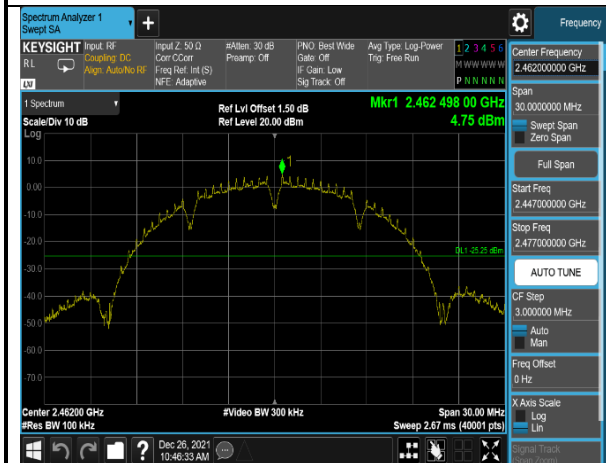 Spectrum Analyzer 1
Swept SA
+
Frequency
KEYSIGHT
RL
LXI
Input: RF
Coupling: DC
Align: Auto/No RF
Input Z: 50 Ω
Corr CCorr
Freq Ref: Int (S)
NFE: Adaptive
#Atten: 30 dB
Preamp: Off
PNO: Best Wide
Gate: Off
IF Gain: Low
Sig Track: Off
Avg Type: Log-Power
Trig: Free Run
1 2 3 4 5 6
M W W W W W
P N N N N N
1 Spectrum
Scale/Div 10 dB
Log
Ref Lvl Offset 1.50 dB
Ref Level 20.00 dBm
Mkr1 2.462 498 00 GHz
4.75 dBm
1
10.0
0.00
-10.0
-20.0
-30.0
-40.0
-50.0
-60.0
-70.0
DL1 -25.25 dBm
Center 2.46200 GHz
#Res BW 100 kHz
#Video BW 300 kHz
Span 30.00 MHz
Sweep 2.67 ms (40001 pts)
?
Dec 26, 2021
10:46:33 AM
Center Frequency
2.462000000 GHz
Span
30.0000000 MHz
Swept Span
Zero Span
Full Span
Start Freq
2.447000000 GHz
Stop Freq
2.477000000 GHz
AUTO TUNE
CF Step
3.000000 MHz
Auto
Man
Freq Offset
0 Hz
X Axis Scale
Log
Lin
Signal Track
(Span Zoom)